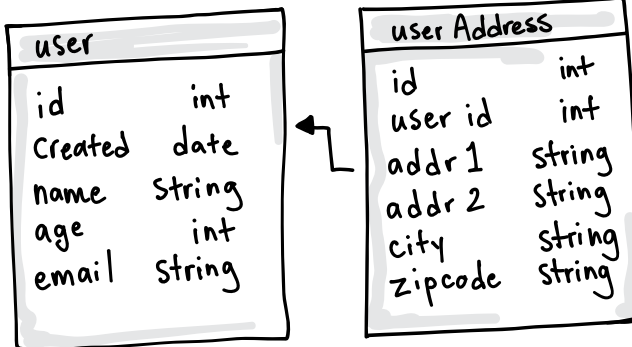 user
id int
created date
name string
age int
email string
user Address
id int
user id int
addr 1 string
addr 2 string
city string
zipcode string